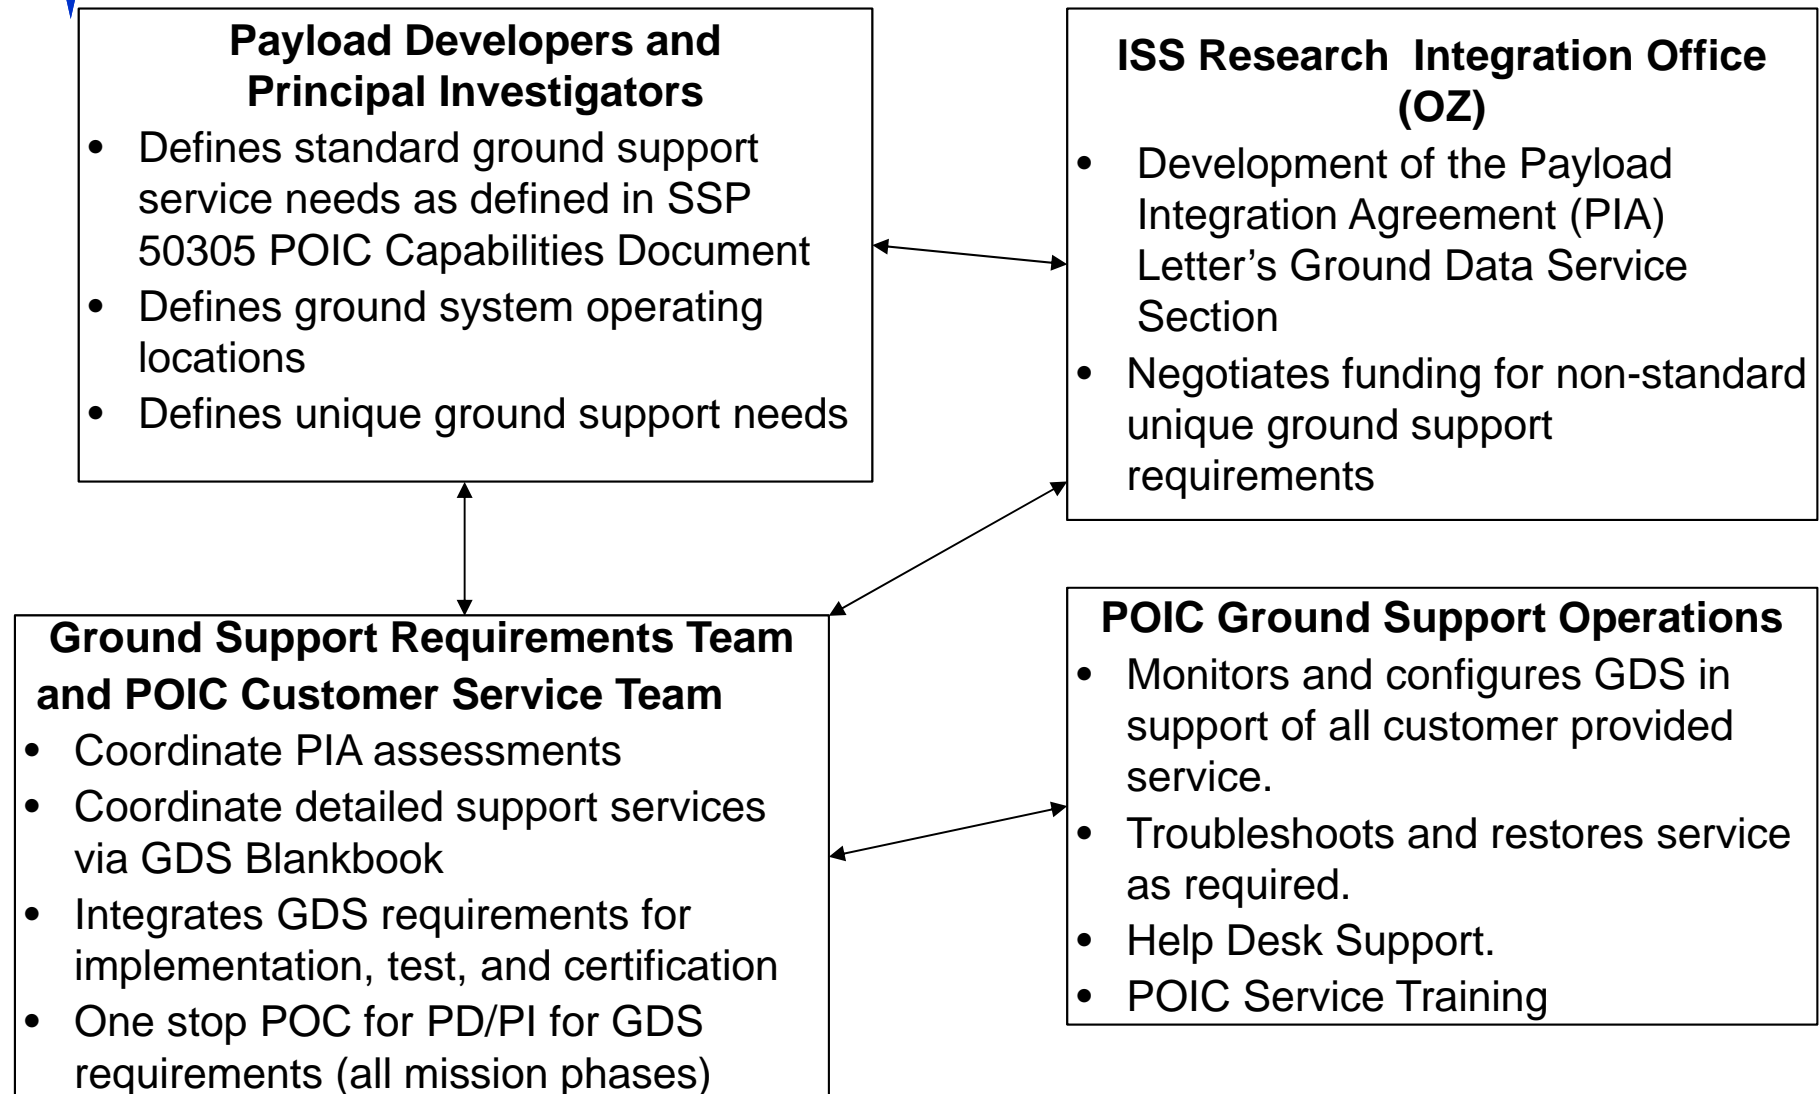 Payload Developers and
Principal Investigators
• Defines standard ground support
service needs as defined in SSP
50305 POIC Capabilities Document
• Defines ground system operating
locations
• Defines unique ground support needs
ISS Research  Integration Office
(OZ)
• Development of the Payload
Integration Agreement (PIA)
Letter’s Ground Data Service
Section
• Negotiates funding for non-standard
unique ground support
requirements
Ground Support Requirements Team
and POIC Customer Service Team
• Coordinate PIA assessments
• Coordinate detailed support services
via GDS Blankbook
• Integrates GDS requirements for
implementation, test, and certification
• One stop POC for PD/PI for GDS
requirements (all mission phases)
POIC Ground Support Operations
• Monitors and configures GDS in
support of all customer provided
service.
• Troubleshoots and restores service
as required.
• Help Desk Support.
• POIC Service Training